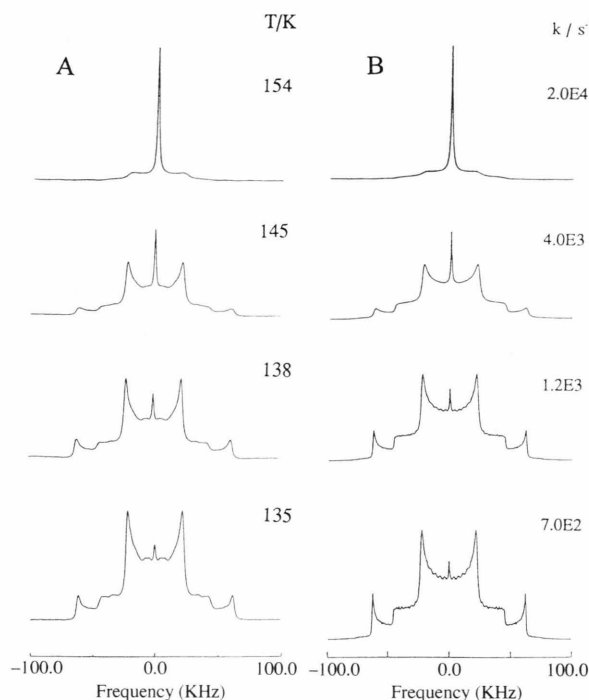 T/K
k / s
A
B
154
2.0E4
145
4.0E3
138
1.2E3
135
7.0E2
−100.0 0.0 100.0
−100.0 0.0 100.0
Frequency (KHz)
Frequency (KHz)